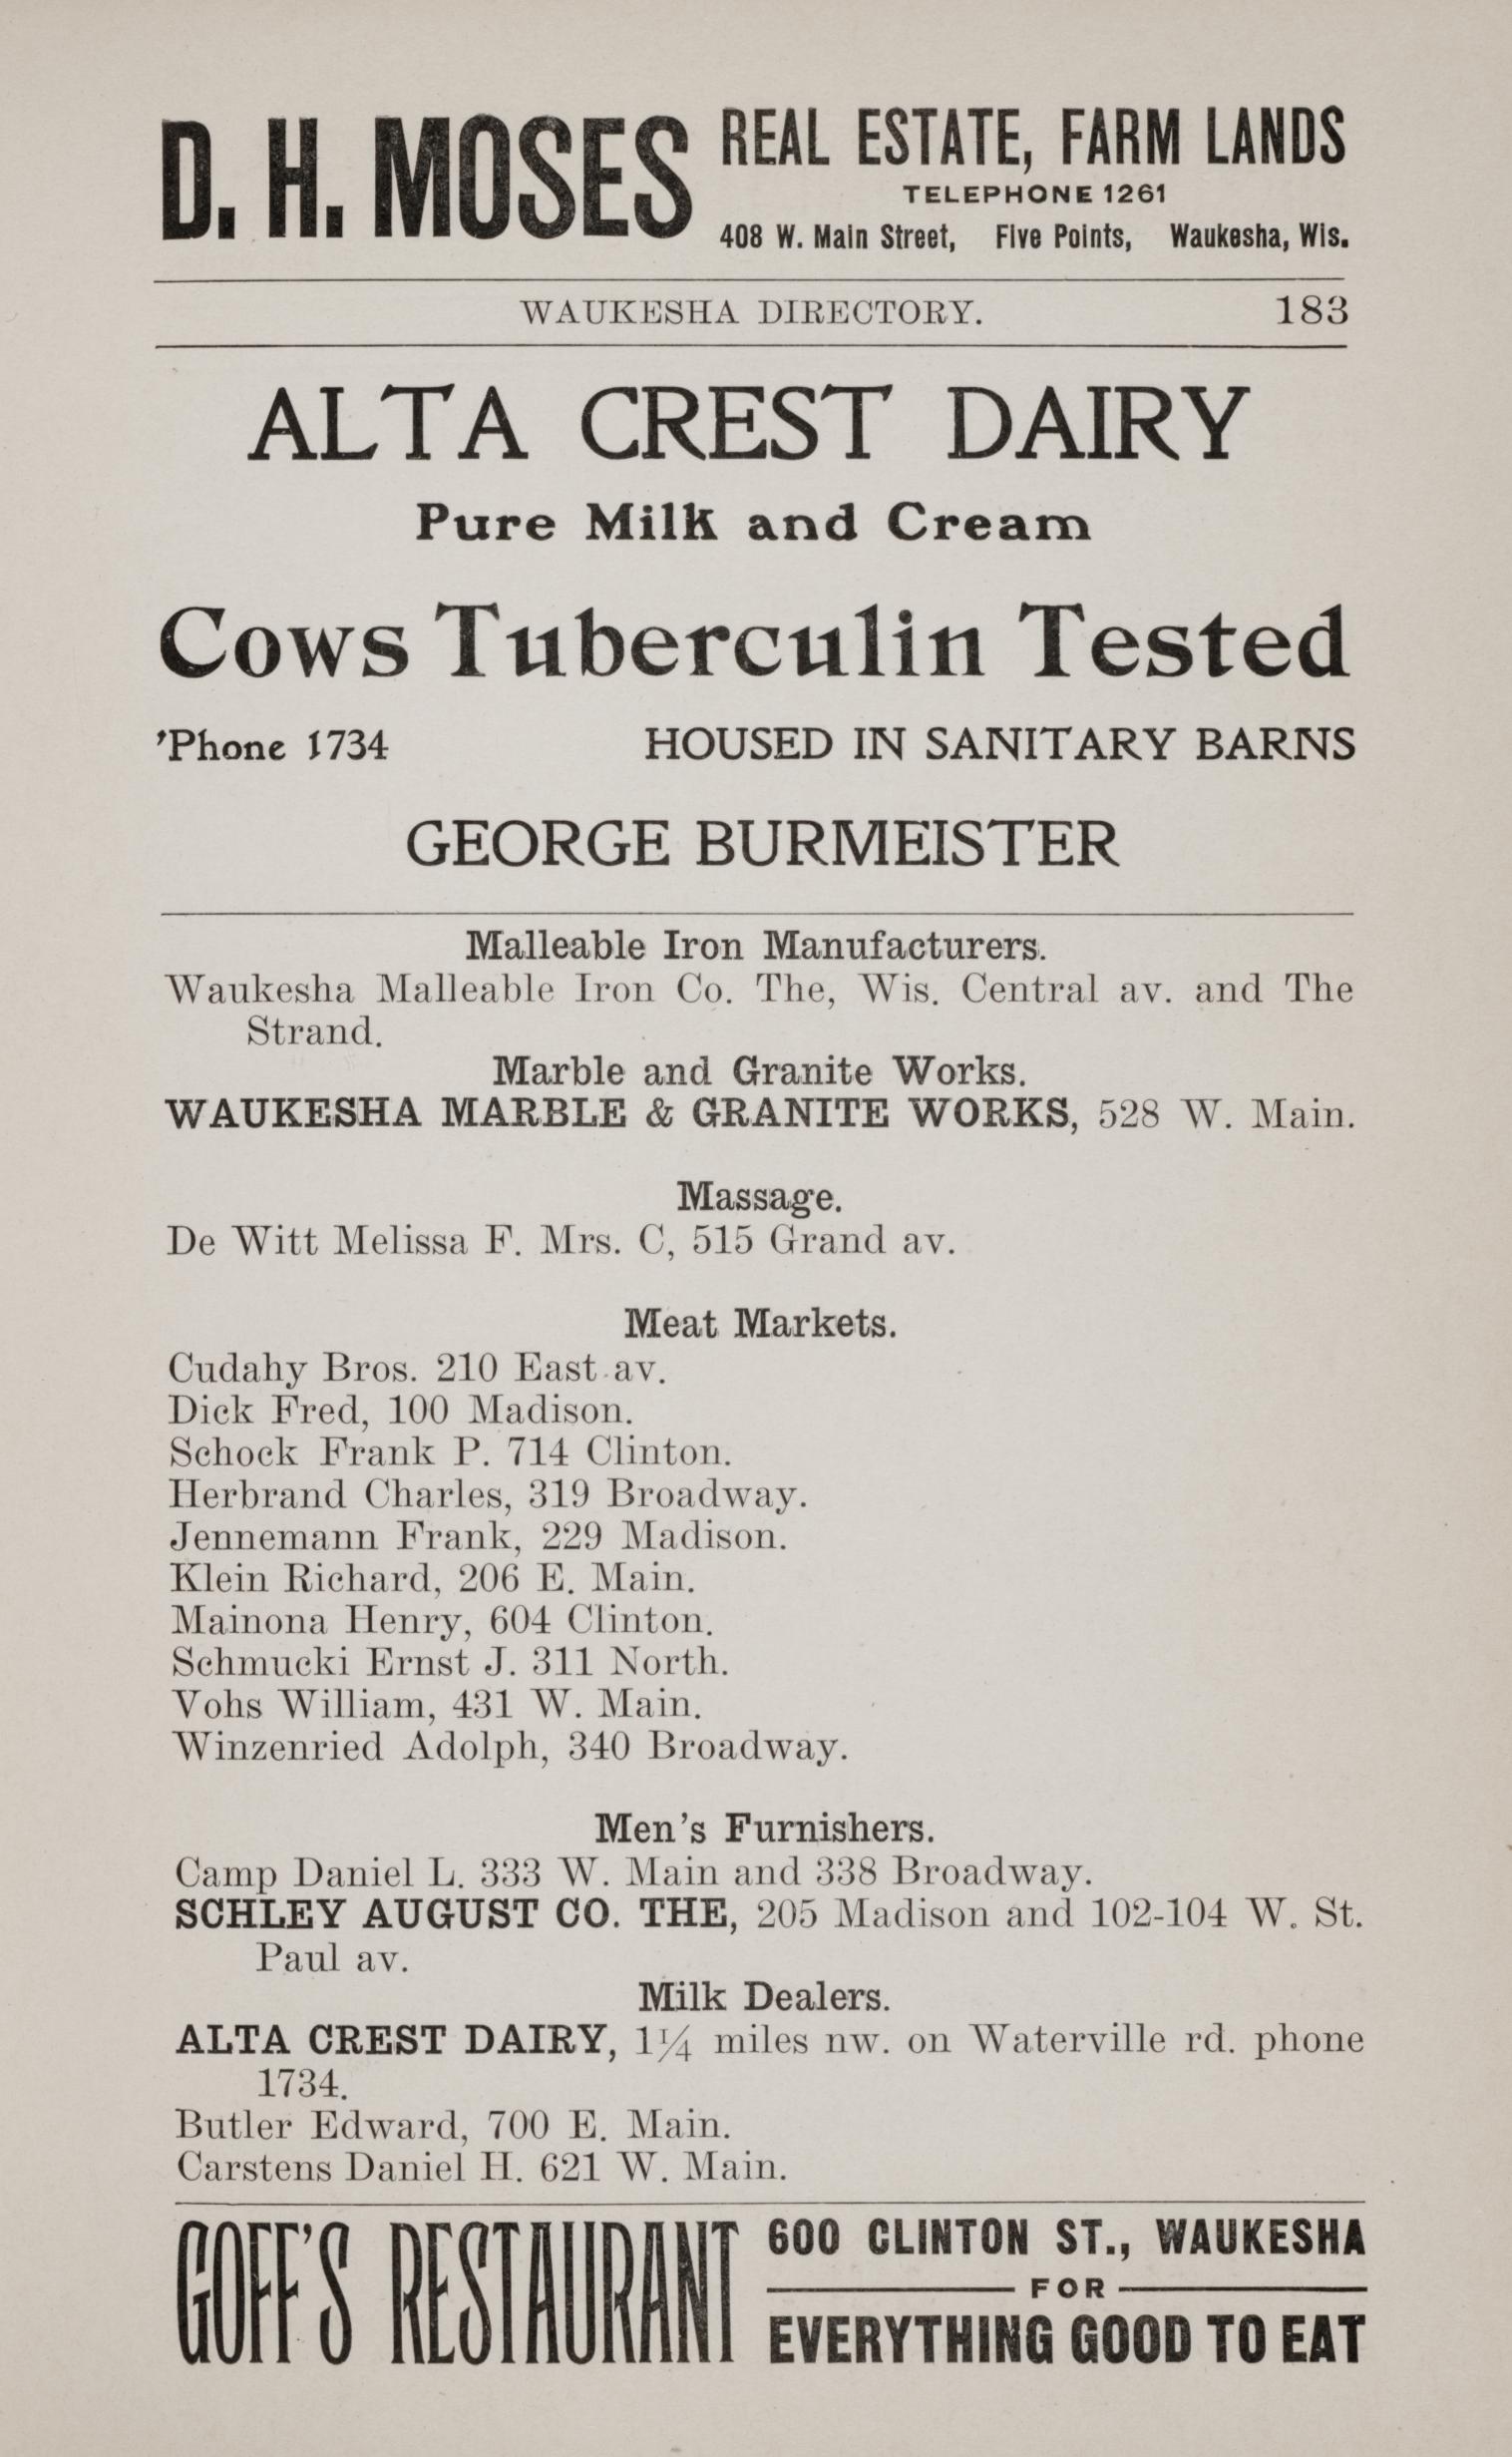 D. H. MOSES
REAL ESTATE, FARM LANDS
TELEPHONE 1261
408 W. Main Street, Five Points, Waukesha, Wis.
WAUKESHA DIRECTORY. 183
ALTA CREST DAIRY
Pure Milk and Cream
Cows Tuberculin Tested
'Phone 1734 HOUSED IN SANITARY BARNS
GEORGE BURMEISTER
Malleable Iron Manufacturers.
Waukesha Malleable Iron Co. The, Wis. Central av. and The
Strand.
Marble and Granite Works.
WAUKESHA MARBLE & GRANITE WORKS, 528 W. Main.
Massage.
De Witt Melissa F. Mrs. C, 515 Grand av.
Meat Markets.
Cudahy Bros. 210 East av.
Dick Fred, 100 Madison.
Schock Frank P. 714 Clinton.
Herbrand Charles, 319 Broadway.
Jennemann Frank, 229 Madison.
Klein Richard, 206 E. Main.
Mainona Henry, 604 Clinton.
Schmucki Ernst J. 311 North.
Vohs William, 431 W. Main.
Winzenried Adolph, 340 Broadway.
Men's Furnishers.
Camp Daniel L. 333 W. Main and 338 Broadway.
SCHLEY AUGUST CO. THE, 205 Madison and 102-104 W. St.
Paul av.
Milk Dealers.
ALTA CREST DAIRY, 1¼ miles nw. on Waterville rd. phone
1734.
Butler Edward, 700 E. Main.
Carstens Daniel H. 621 W. Main.
GOFF'S RESTAURANT
600 CLINTON ST., WAUKESHA
FOR
EVERYTHING GOOD TO EAT